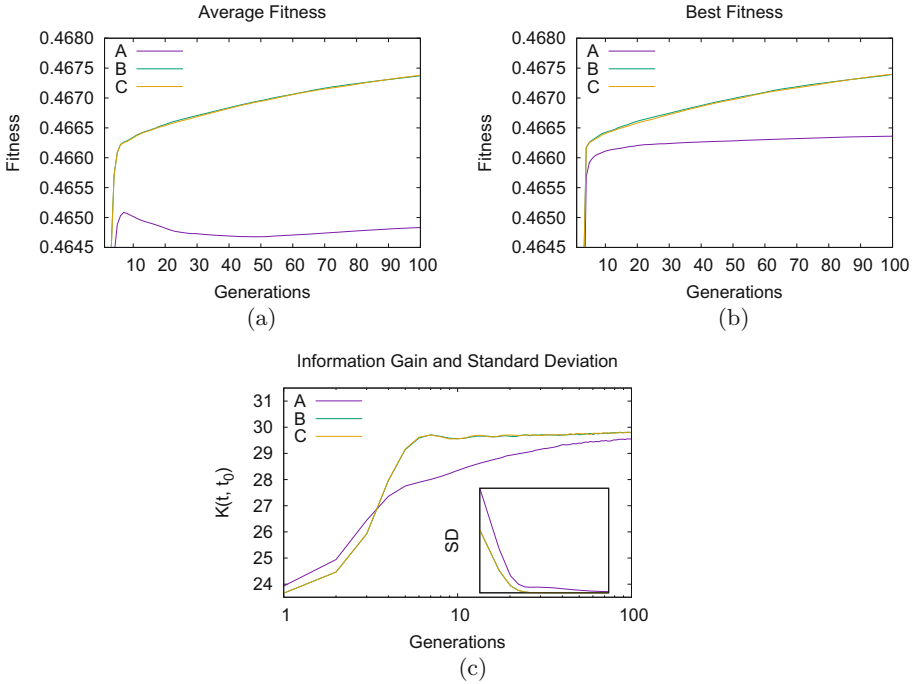 Average Fitness
0.4680
0.4675
0.4670
0.4665
0.4660
0.4655
0.4650
0.4645
Fitness
A
B
C
10 20 30 40 50 60 70 80 90 100
Generations
(a)
Best Fitness
0.4680
0.4675
0.4670
0.4665
0.4660
0.4655
0.4650
0.4645
Fitness
A
B
C
10 20 30 40 50 60 70 80 90 100
Generations
(b)
Information Gain and Standard Deviation
31
30
29
28
27
26
25
24
K(t, t0)
A
B
C
SD
1 10 100
Generations
(c)